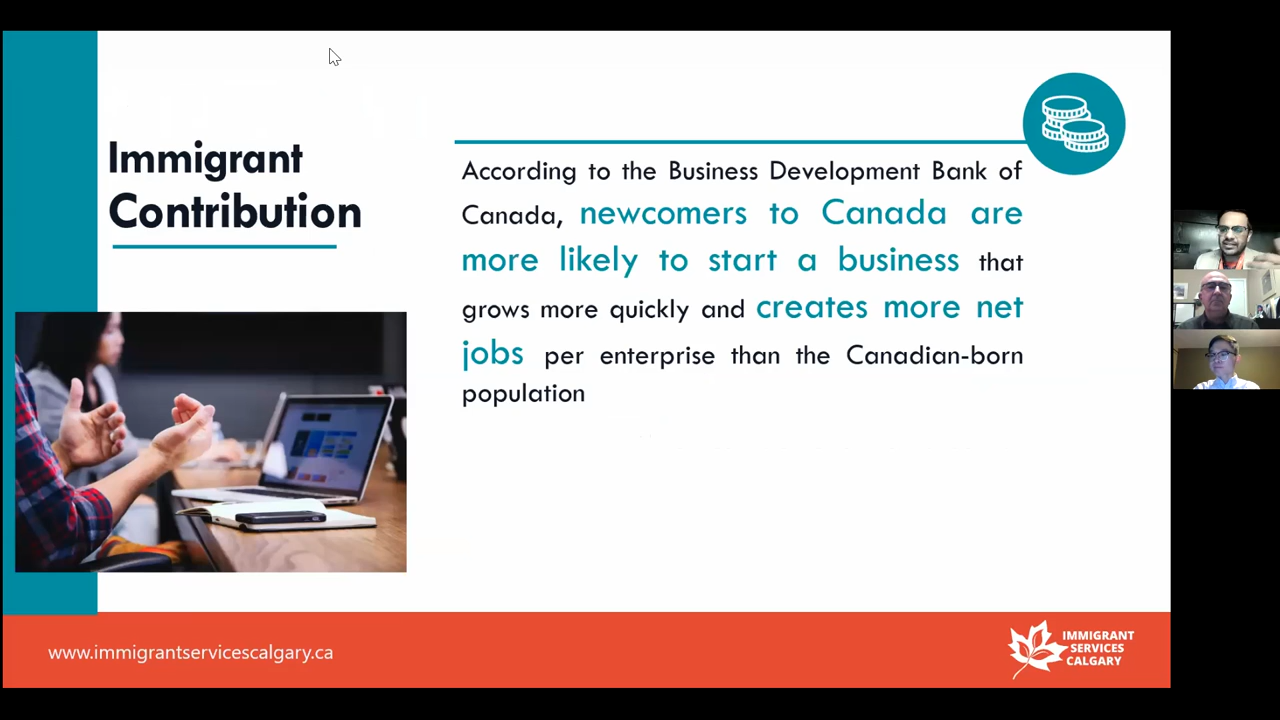 Immigrant
Contribution
According to the Business Development Bank of
Canada, newcomers to Canada are
more likely to start a business that
grows more quickly and creates more net
jobs per enterprise than the Canadian-born
population
www.immigrantservicescalgary.ca
IMMIGRANT
SERVICES
CALGARY